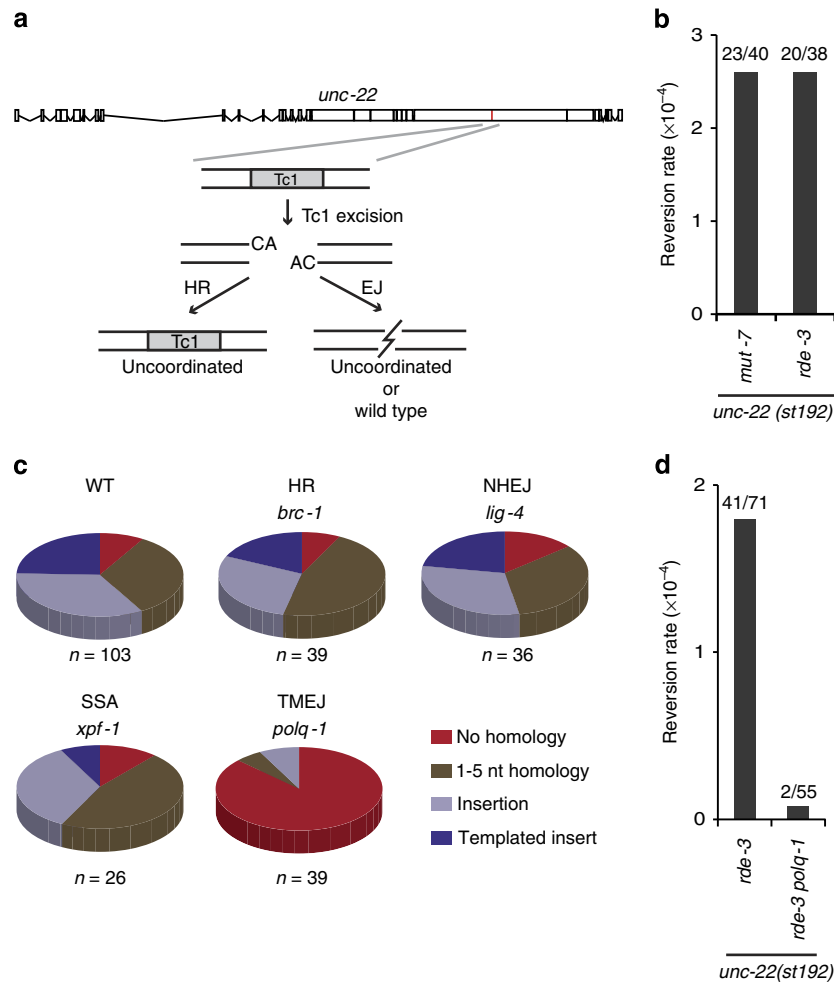 a
unc-22
Tc1
Tc1 excision
CA
AC
HR
EJ
Tc1
Uncoordinated
Uncoordinated
or
wild type
b
Reversion rate (×10⁻⁴)
3
2
1
0
23/40
20/38
mut-7
rde-3
unc-22 (st192)
c
WT
n = 103
HR
brc-1
n = 39
NHEJ
lig-4
n = 36
SSA
xpf-1
n = 26
TMEJ
polq-1
n = 39
No homology
1-5 nt homology
Insertion
Templated insert
d
Reversion rate (×10⁻⁴)
2
1
0
41/71
2/55
rde-3
rde-3 polq-1
unc-22(st192)